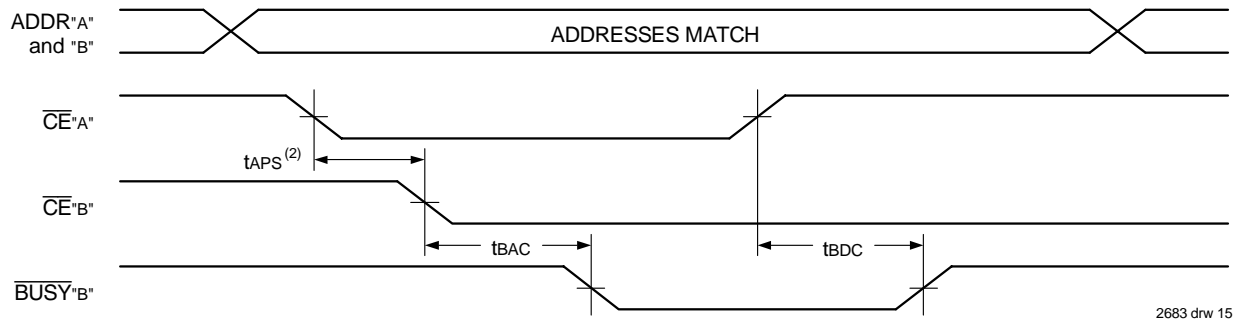 ADDR"A"
and "B"
ADDRESSES MATCH
CE"A"
tAPS(2)
CE"B"
tBAC
tBDC
BUSY"B"
2683 drw 15